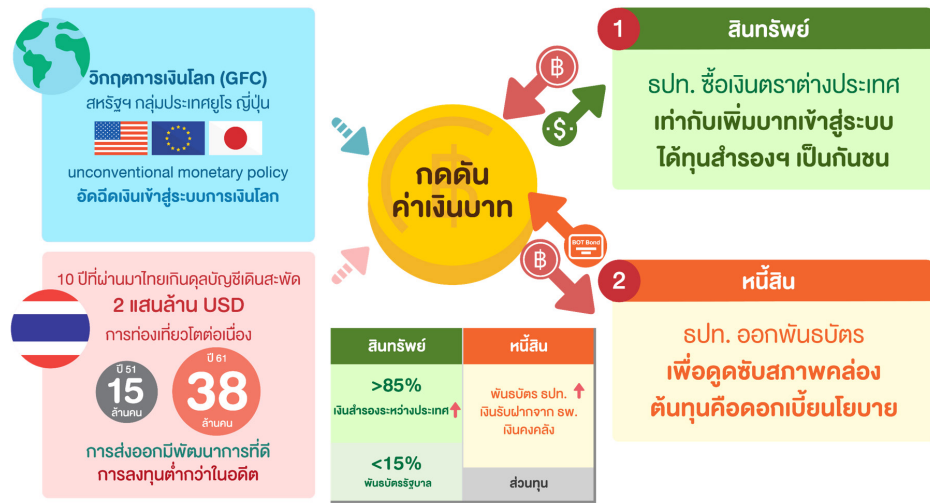 วิกฤตการเงินโลก (GFC)
สหรัฐฯ กลุ่มประเทศยูโร ญี่ปุ่น
unconventional monetary policy
อัดฉีดเงินเข้าสู่ระบบการเงินโลก
10 ปีที่ผ่านมาไทยเกินดุลบัญชีเดินสะพัด
2 แสนล้าน USD
การท่องเที่ยวโตต่อเนื่อง
ปี 51
15
ล้านคน
ปี 61
38
ล้านคน
การส่งออกมีพัฒนาการที่ดี
การลงทุนต่ำกว่าในอดีต
กดดัน
ค่าเงินบาท
฿
$
BOT Bond
฿
1
สินทรัพย์
ธปท. ซื้อเงินตราต่างประเทศ
เท่ากับเพิ่มบาทเข้าสู่ระบบ
ได้ทุนสำรองฯ เป็นกันชน
2
หนี้สิน
ธปท. ออกพันธบัตร
เพื่อดูดซับสภาพคล่อง
ต้นทุนคือดอกเบี้ยนโยบาย
สินทรัพย์
>85%
เงินสำรองระหว่างประเทศ
<15%
พันธบัตรรัฐบาล
หนี้สิน
พันธบัตร ธปท.
เงินรับฝากจาก ธพ.
เงินคงคลัง
ส่วนทุน